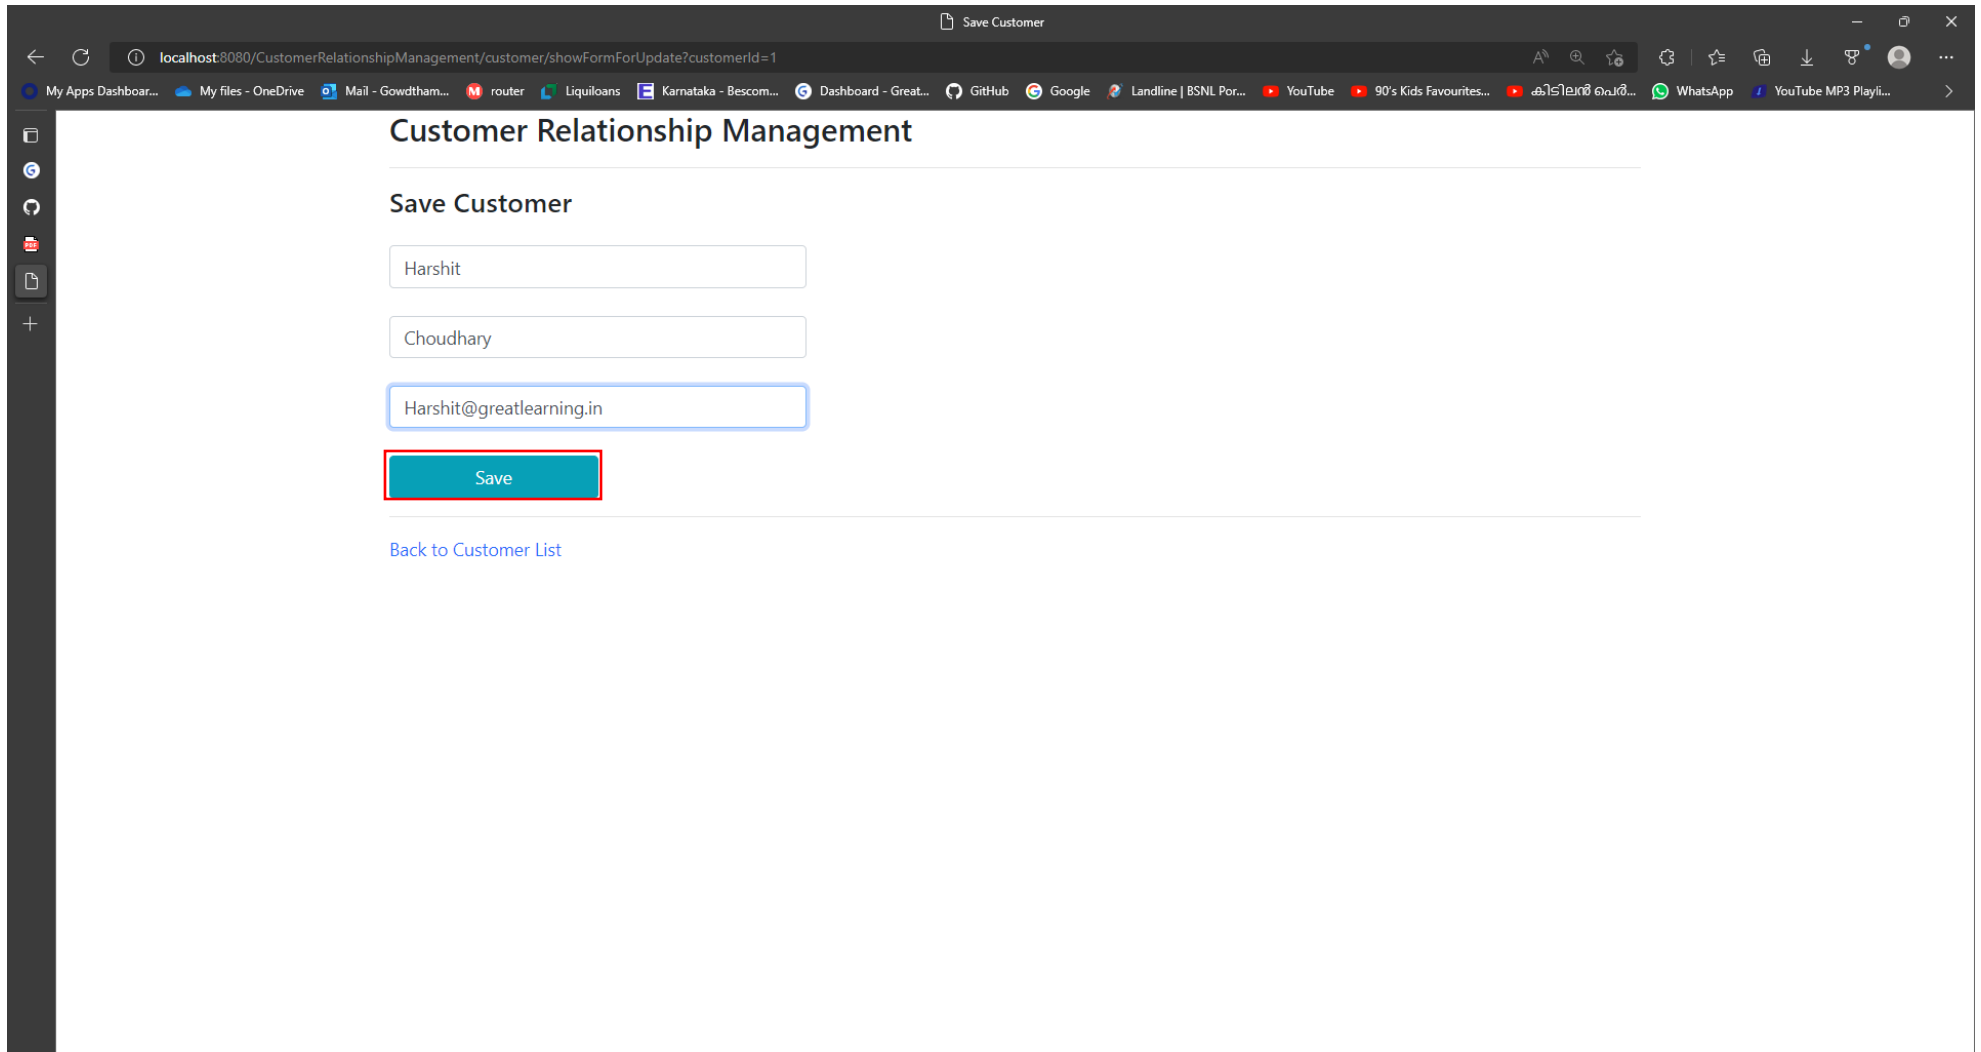 Save Customer
localhost:8080/CustomerRelationshipManagement/customer/showFormForUpdate?customerId=1
My Apps Dashboar... My files - OneDrive Mail - Gowdtham... router Liquiloans Karnataka - Bescom... Dashboard - Great... GitHub Google Landline | BSNL Por... YouTube 90's Kids Favourites... കിടിലൻ പെർ... WhatsApp YouTube MP3 Playli...
Customer Relationship Management
Save Customer
Harshit
Choudhary
Harshit@greatlearning.in
Save
Back to Customer List